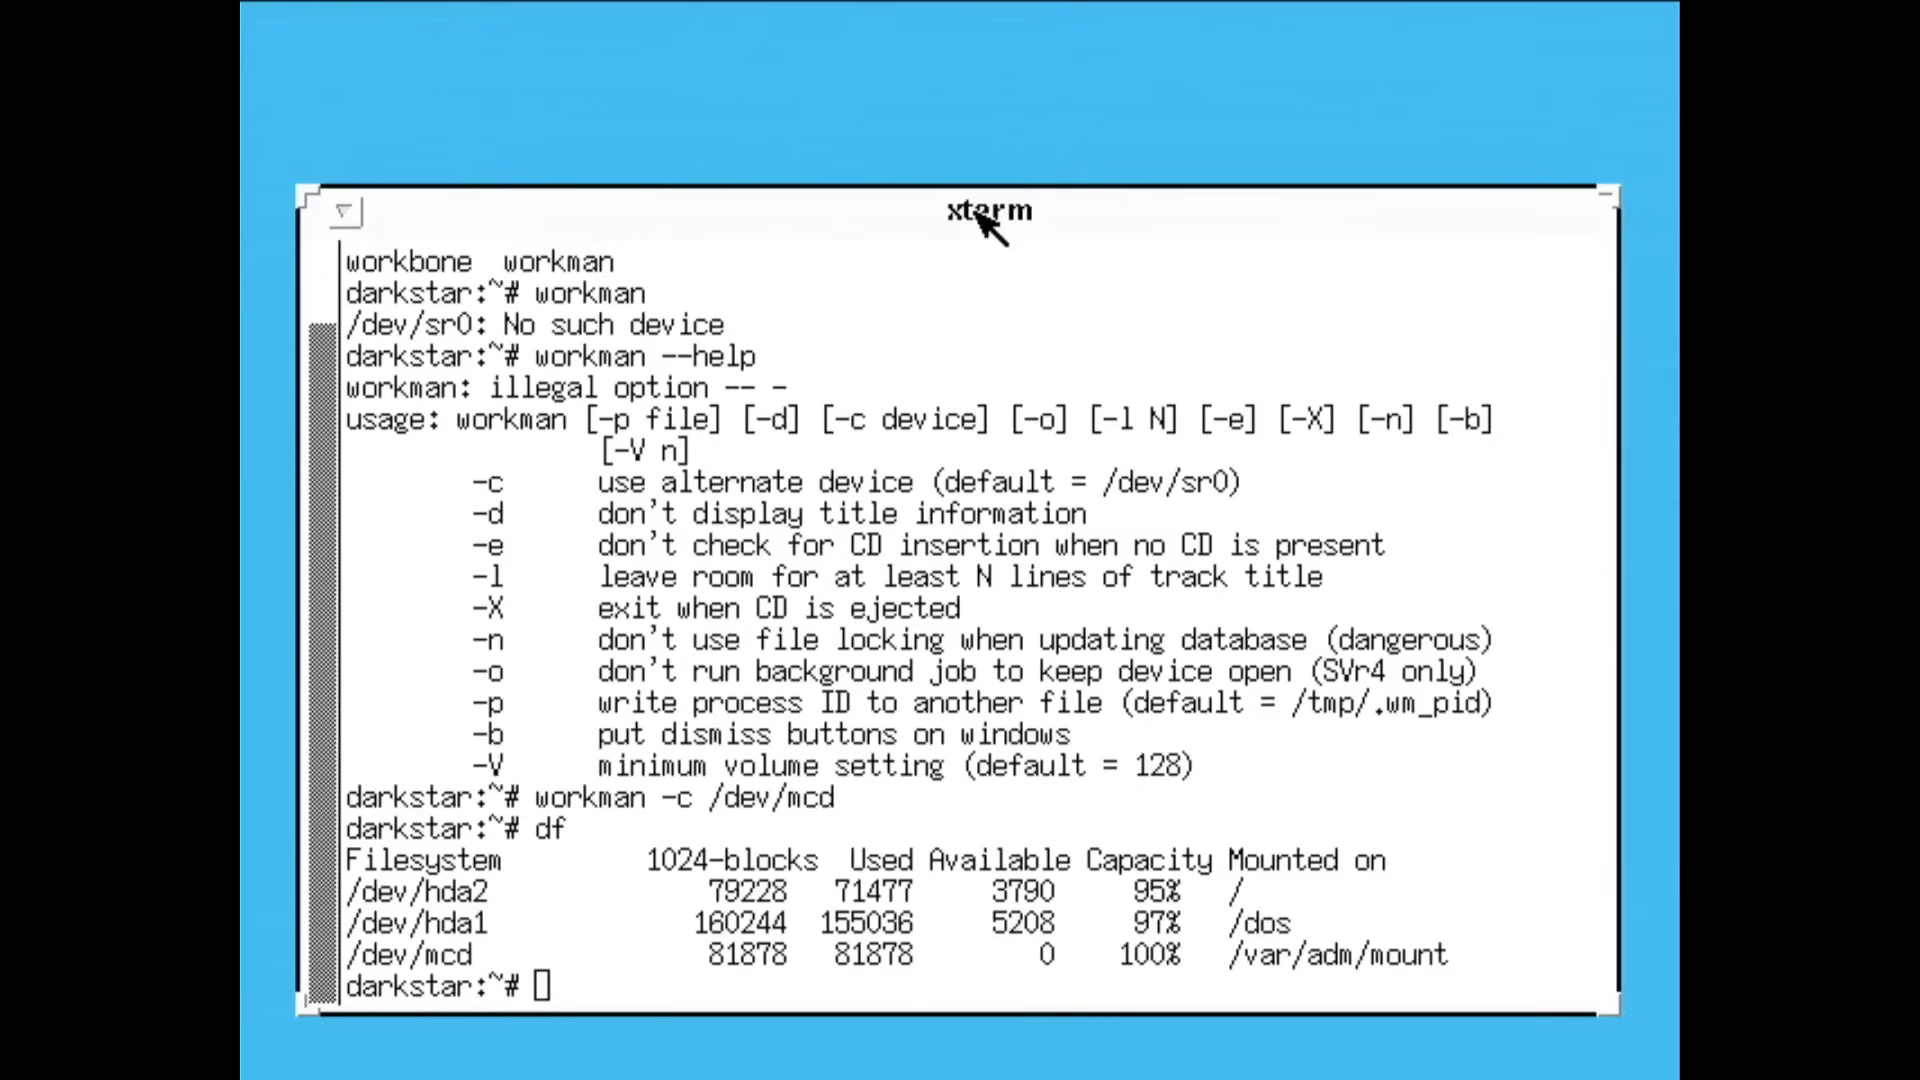 xterm
workbone  workman
darkstar:~# workman
/dev/sr0: No such device
darkstar:~# workman --help
workman: illegal option -- -
usage: workman [-p file] [-d] [-c device] [-o] [-l N] [-e] [-X] [-n] [-b]
                [-V n]
        -c      use alternate device (default = /dev/sr0)
        -d      don't display title information
        -e      don't check for CD insertion when no CD is present
        -l      leave room for at least N lines of track title
        -X      exit when CD is ejected
        -n      don't use file locking when updating database (dangerous)
        -o      don't run background job to keep device open (SVr4 only)
        -p      write process ID to another file (default = /tmp/.wm_pid)
        -b      put dismiss buttons on windows
        -V      minimum volume setting (default = 128)
darkstar:~# workman -c /dev/mcd
darkstar:~# df
Filesystem         1024-blocks  Used Available Capacity Mounted on
/dev/hda2              79228   71477     3790     95%   /
/dev/hda1             160244  155036     5208     97%   /dos
/dev/mcd               81878   81878        0    100%   /var/adm/mount
darkstar:~#